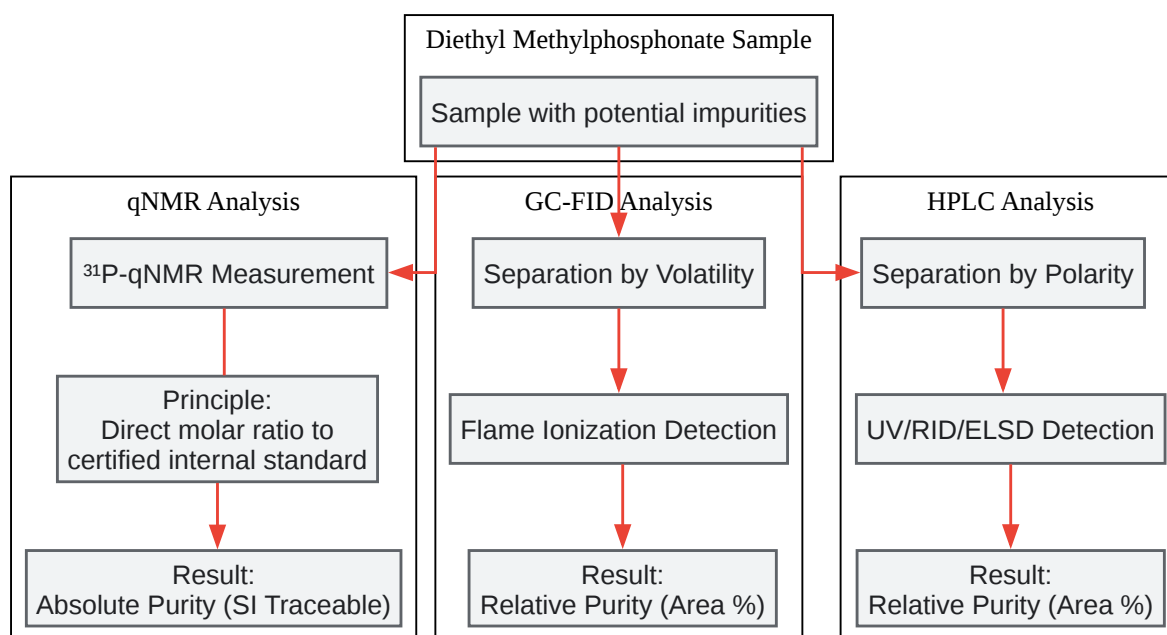 Diethyl Methylphosphonate Sample
Sample with potential impurities
qNMR Analysis
³¹P-qNMR Measurement
Principle:
Direct molar ratio to
certified internal standard
Result:
Absolute Purity (SI Traceable)
GC-FID Analysis
Separation by Volatility
Flame Ionization Detection
Result:
Relative Purity (Area %)
HPLC Analysis
Separation by Polarity
UV/RID/ELSD Detection
Result:
Relative Purity (Area %)